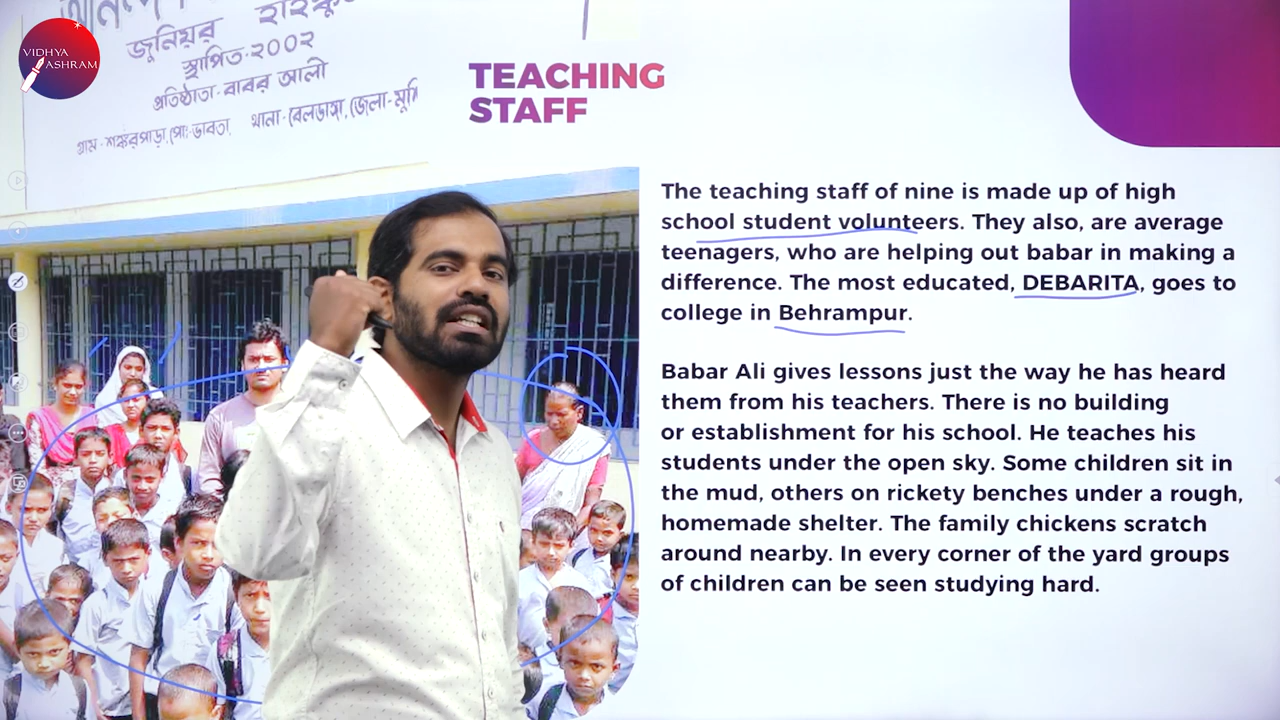 জুনিয়র হাইস্কু
স্থাপিত-২০০২
প্রতিষ্ঠাতা-বাবর আলী
গ্রাম-শঙ্করপাড়া,পোঃ-ভাবতা, থানা-বেলডাঙ্গা,জেলা-মুর্শি
VIDHYA
ASHRAM
TEACHING
STAFF
The teaching staff of nine is made up of high
school student volunteers. They also, are average
teenagers, who are helping out babar in making a
difference. The most educated, DEBARITA, goes to
college in Behrampur.
Babar Ali gives lessons just the way he has heard
them from his teachers. There is no building
or establishment for his school. He teaches his
students under the open sky. Some children sit in
the mud, others on rickety benches under a rough,
homemade shelter. The family chickens scratch
around nearby. In every corner of the yard groups
of children can be seen studying hard.